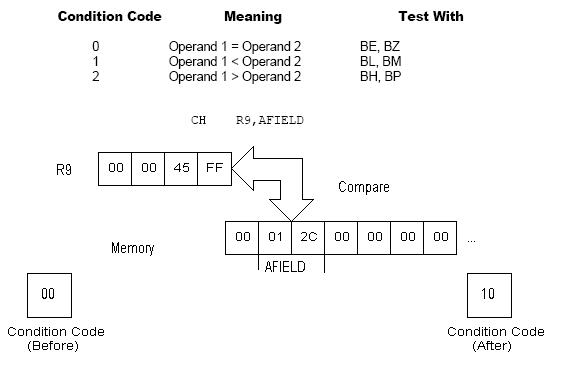 Condition Code Meaning Test With
0 Operand 1 = Operand 2 BE, BZ
1 Operand 1 < Operand 2 BL, BM
2 Operand 1 > Operand 2 BH, BP
CH R9,AFIELD
R9 00 00 45 FF
Compare
Memory 00 01 2C 00 00 00 00 ...
AFIELD
00 10
Condition Code Condition Code
(Before) (After)